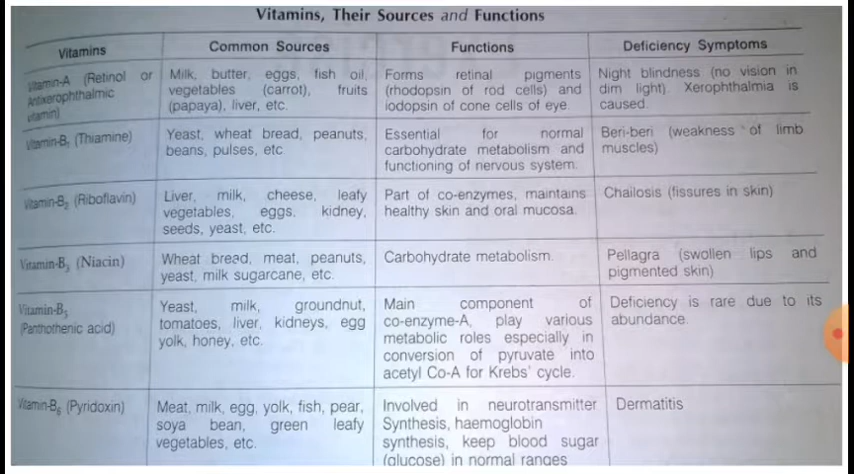 Vitamins, Their Sources and Functions
Vitamins Common Sources Functions Deficiency Symptoms
Vitamin-A (Retinol or
Antixerophthalmic
vitamin)
Milk, butter, eggs, fish oil,
vegetables (carrot), fruits
(papaya), liver, etc.
Forms retinal pigments
(rhodopsin of rod cells) and
iodopsin of cone cells of eye.
Night blindness (no vision in
dim light). Xerophthalmia is
caused.
Vitamin-B₁ (Thiamine)
Yeast, wheat bread, peanuts,
beans, pulses, etc
Essential for normal
carbohydrate metabolism and
functioning of nervous system.
Beri-beri (weakness of limb
muscles)
Vitamin-B₂ (Riboflavin)
Liver, milk, cheese, leafy
vegetables, eggs, kidney,
seeds, yeast, etc.
Part of co-enzymes, maintains
healthy skin and oral mucosa.
Chailosis (fissures in skin)
Vitamin-B₃ (Niacin)
Wheat bread, meat, peanuts,
yeast, milk sugarcane, etc.
Carbohydrate metabolism.
Pellagra (swollen lips and
pigmented skin)
Vitamin-B₅
(Panthothenic acid)
Yeast, milk, groundnut,
tomatoes, liver, kidneys, egg
yolk, honey, etc.
Main component of
co-enzyme-A, play various
metabolic roles especially in
conversion of pyruvate into
acetyl Co-A for Krebs' cycle.
Deficiency is rare due to its
abundance.
Vitamin-B₆ (Pyridoxin)
Meat, milk, egg, yolk, fish, pear,
soya bean, green leafy
vegetables, etc.
Involved in neurotransmitter
Synthesis, haemoglobin
synthesis, keep blood sugar
(glucose) in normal ranges
Dermatitis